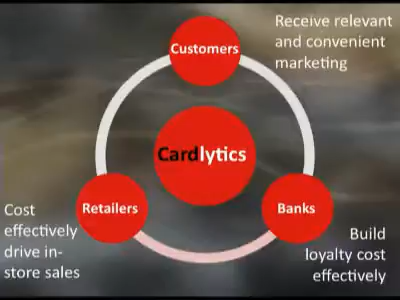 Customers
Receive relevant
and convenient
marketing
Cardlytics
Retailers
Banks
Cost
effectively
drive in-
store sales
Build
loyalty cost
effectively